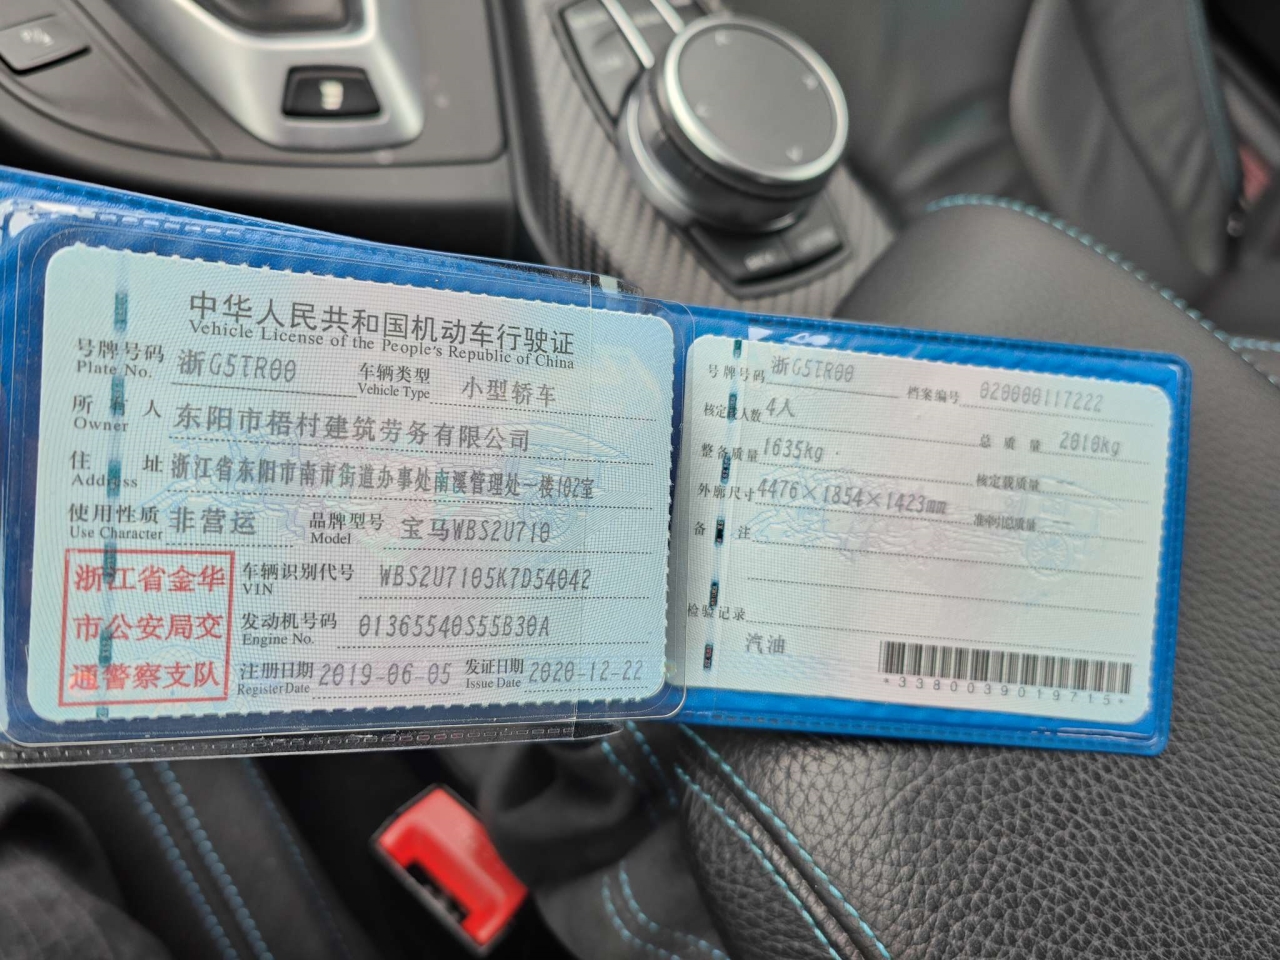 中华人民共和国机动车行驶证
Vehicle License of the People's Republic of China
号牌号码 浙G5TR00 车辆类型 小型轿车
Plate No. Vehicle Type
所有人 东阳市梧村建筑劳务有限公司
Owner
住址 浙江省东阳市南市街道办事处南溪管理处一楼102室
Address
使用性质 非营运 品牌型号 宝马WBS2U710
Use Character Model
浙江省金华
市公安局交
通警察支队
车辆识别代号 WBS2U7105K7D54042
VIN
发动机号码 01365540S55B30A
Engine No.
注册日期 2019-06-05 发证日期 2020-12-22
Register Date Issue Date
号牌号码 浙G5TR00 档案编号 020000117222
核定载人数 4人 总质量 2010kg
整备质量 1635kg 核定载质量
外廓尺寸 4476×1854×1423mm 准牵引总质量 --
备注
检验记录
汽油
*3380039019715*